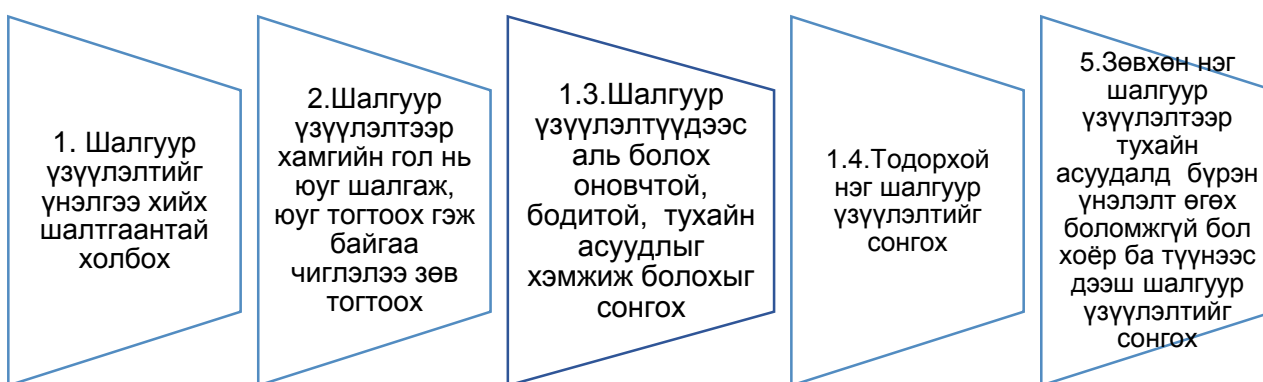 1. Шалгуур
үзүүлэлтийг
үнэлгээ хийх
шалтгаантай
холбох
2.Шалгуур
үзүүлэлтээр
хамгийн гол нь
юуг шалгаж,
юуг тогтоох гэж
байгаа
чиглэлээ зөв
тогтоох
1.3.Шалгуур
үзүүлэлтүүдээс
аль болох
оновчтой,
бодитой, тухайн
асуудлыг
хэмжиж болохыг
сонгох
1.4.Тодорхой
нэг шалгуур
үзүүлэлтийг
сонгох
5.Зөвхөн нэг
шалгуур
үзүүлэлтээр
тухайн
асуудалд бүрэн
үнэлэлт өгөх
боломжгүй бол
хоёр ба түүнээс
дээш шалгуур
үзүүлэлтийг
сонгох